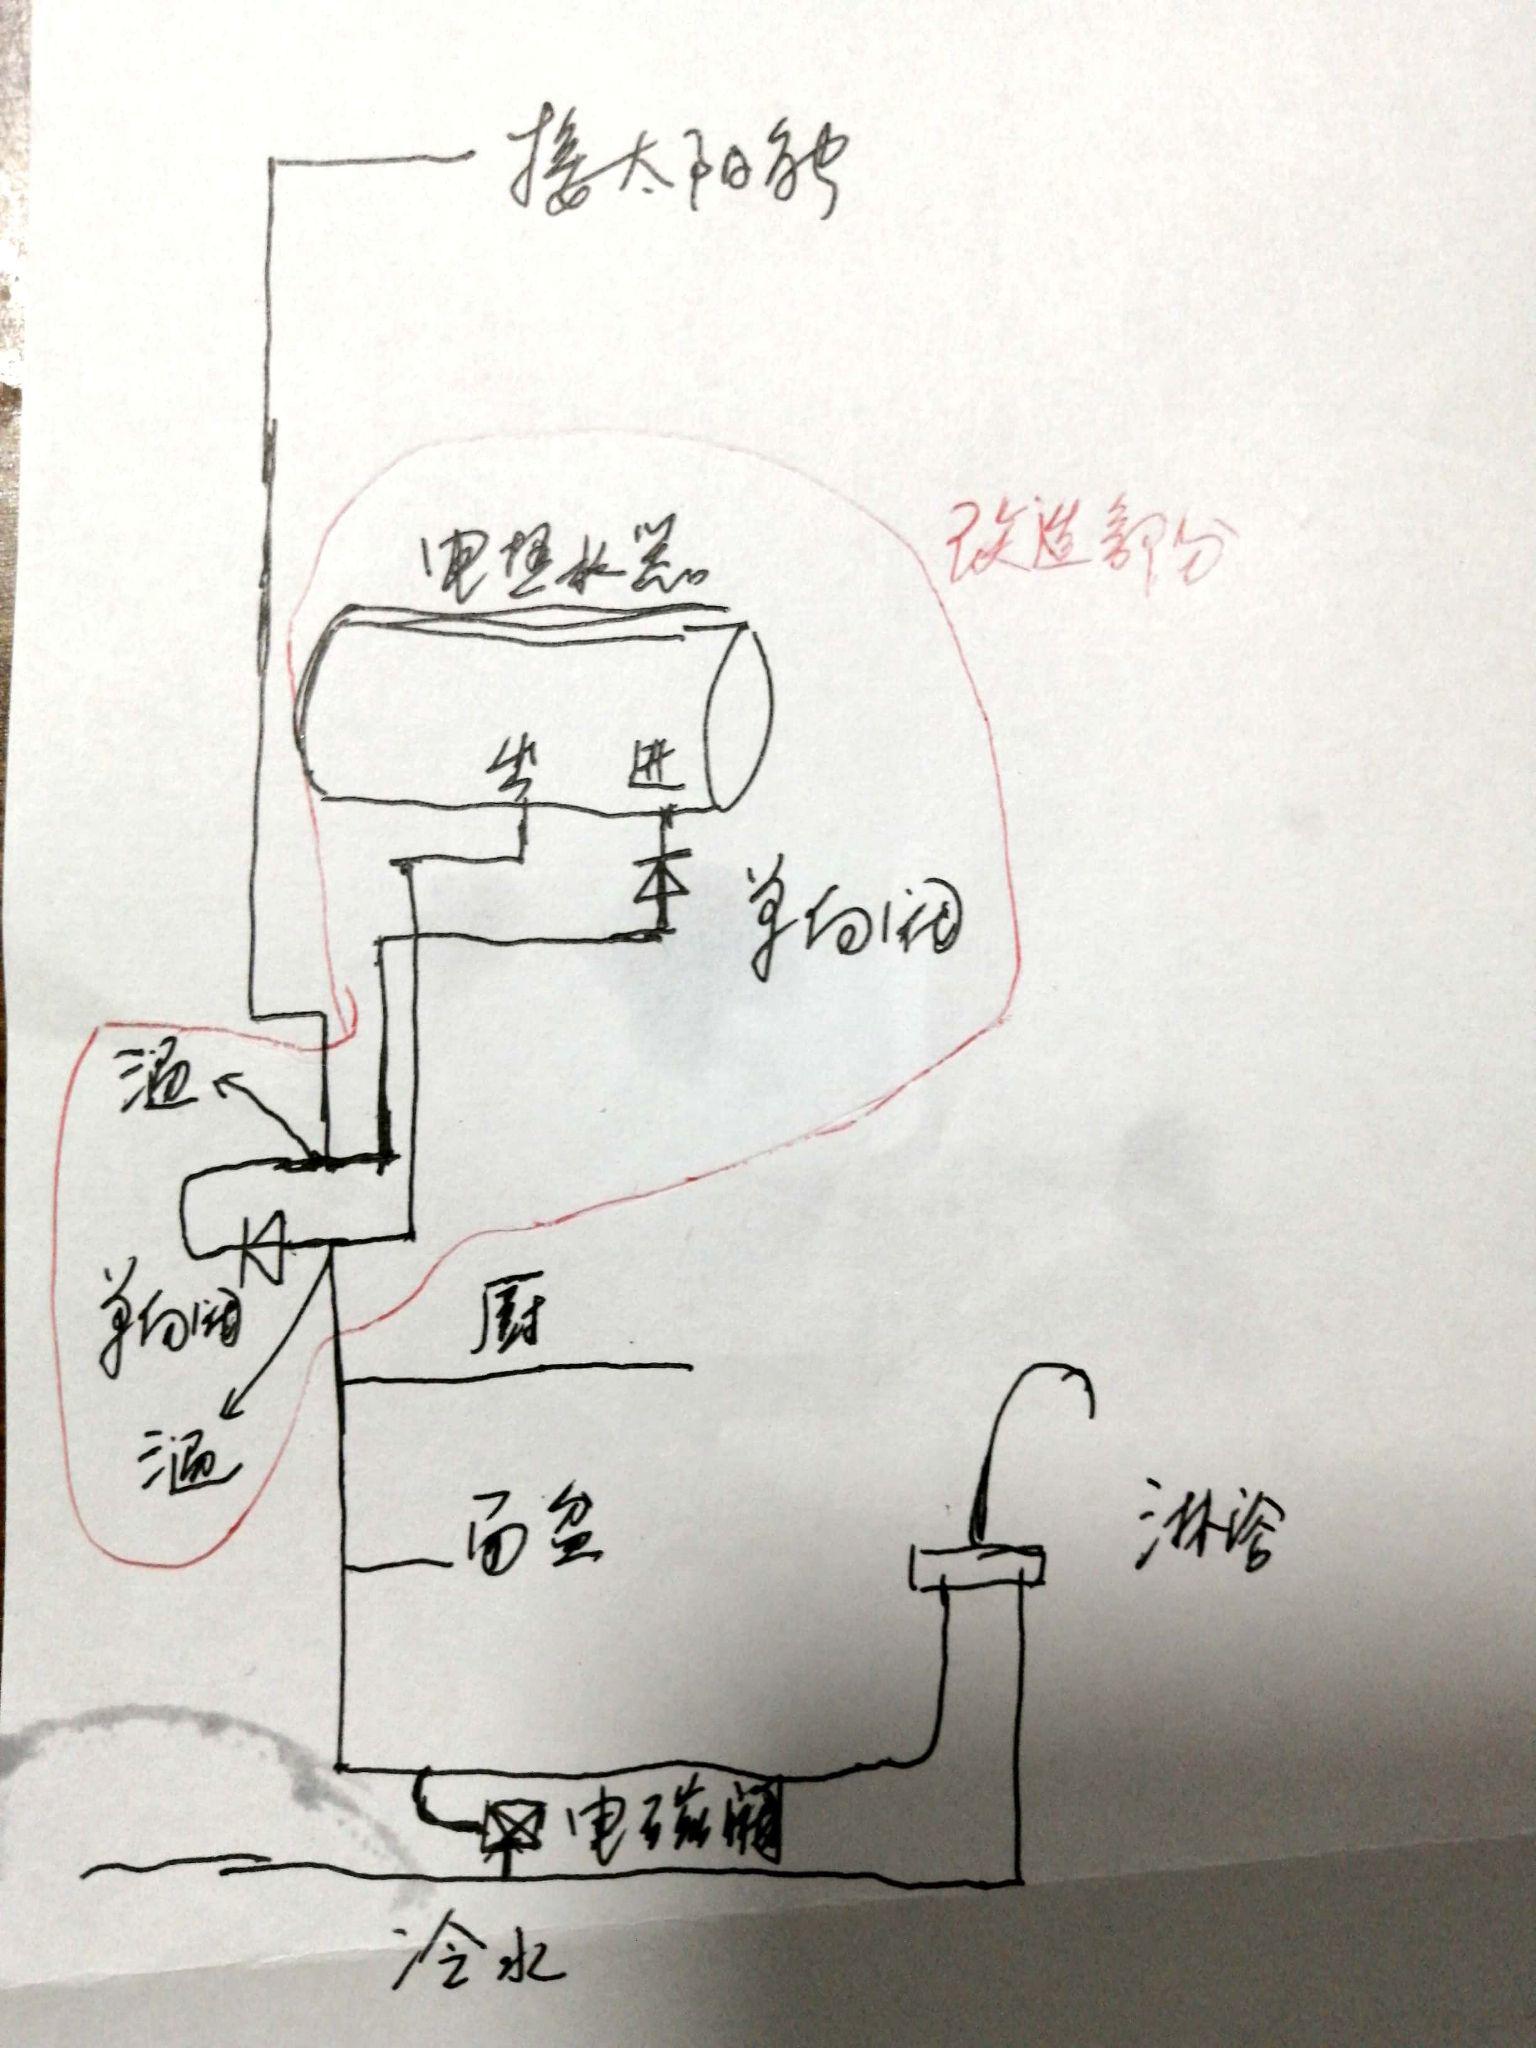 接太阳能
改造部分
电埋水器
出 进
单向阀
温
单向阀
厨
温
面盆
淋浴
电磁阀
冷水